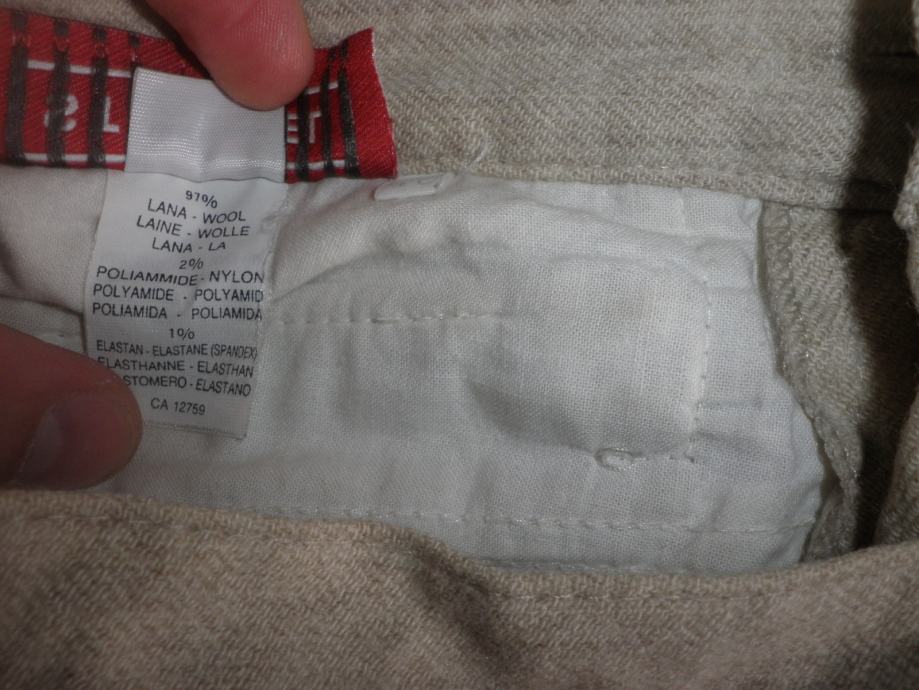 97%
LANA - WOOL
LAINE - WOLLE
LANA - LA
2%
POLIAMMIDE - NYLON
POLYAMIDE - POLYAMID
POLIAMIDA - POLIAMIDA
1%
ELASTAN - ELASTANE (SPANDEX)
ELASTHANNE - ELASTHAN
STOMERO - ELASTANO
CA 12759